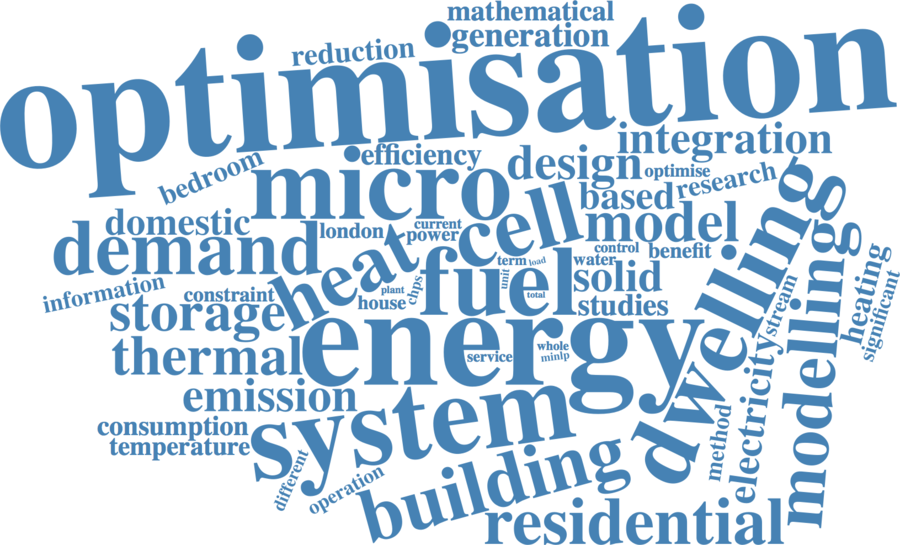 mathematical
reduction
generation
optimisation
integration
efficiency
design
optimise
bedroom
micro
based
research
domestic
london
current
power
cell
model
demand
control
benefit
heat
term
load
water
information
constraint
plant
chps
fuel
unit
total
solid
dwelling
modelling
heating
significant
stream
storage
house
studies
thermal
energy
service
whole
minlp
emission
system
electricity
method
consumption
temperature
different
operation
building
residential